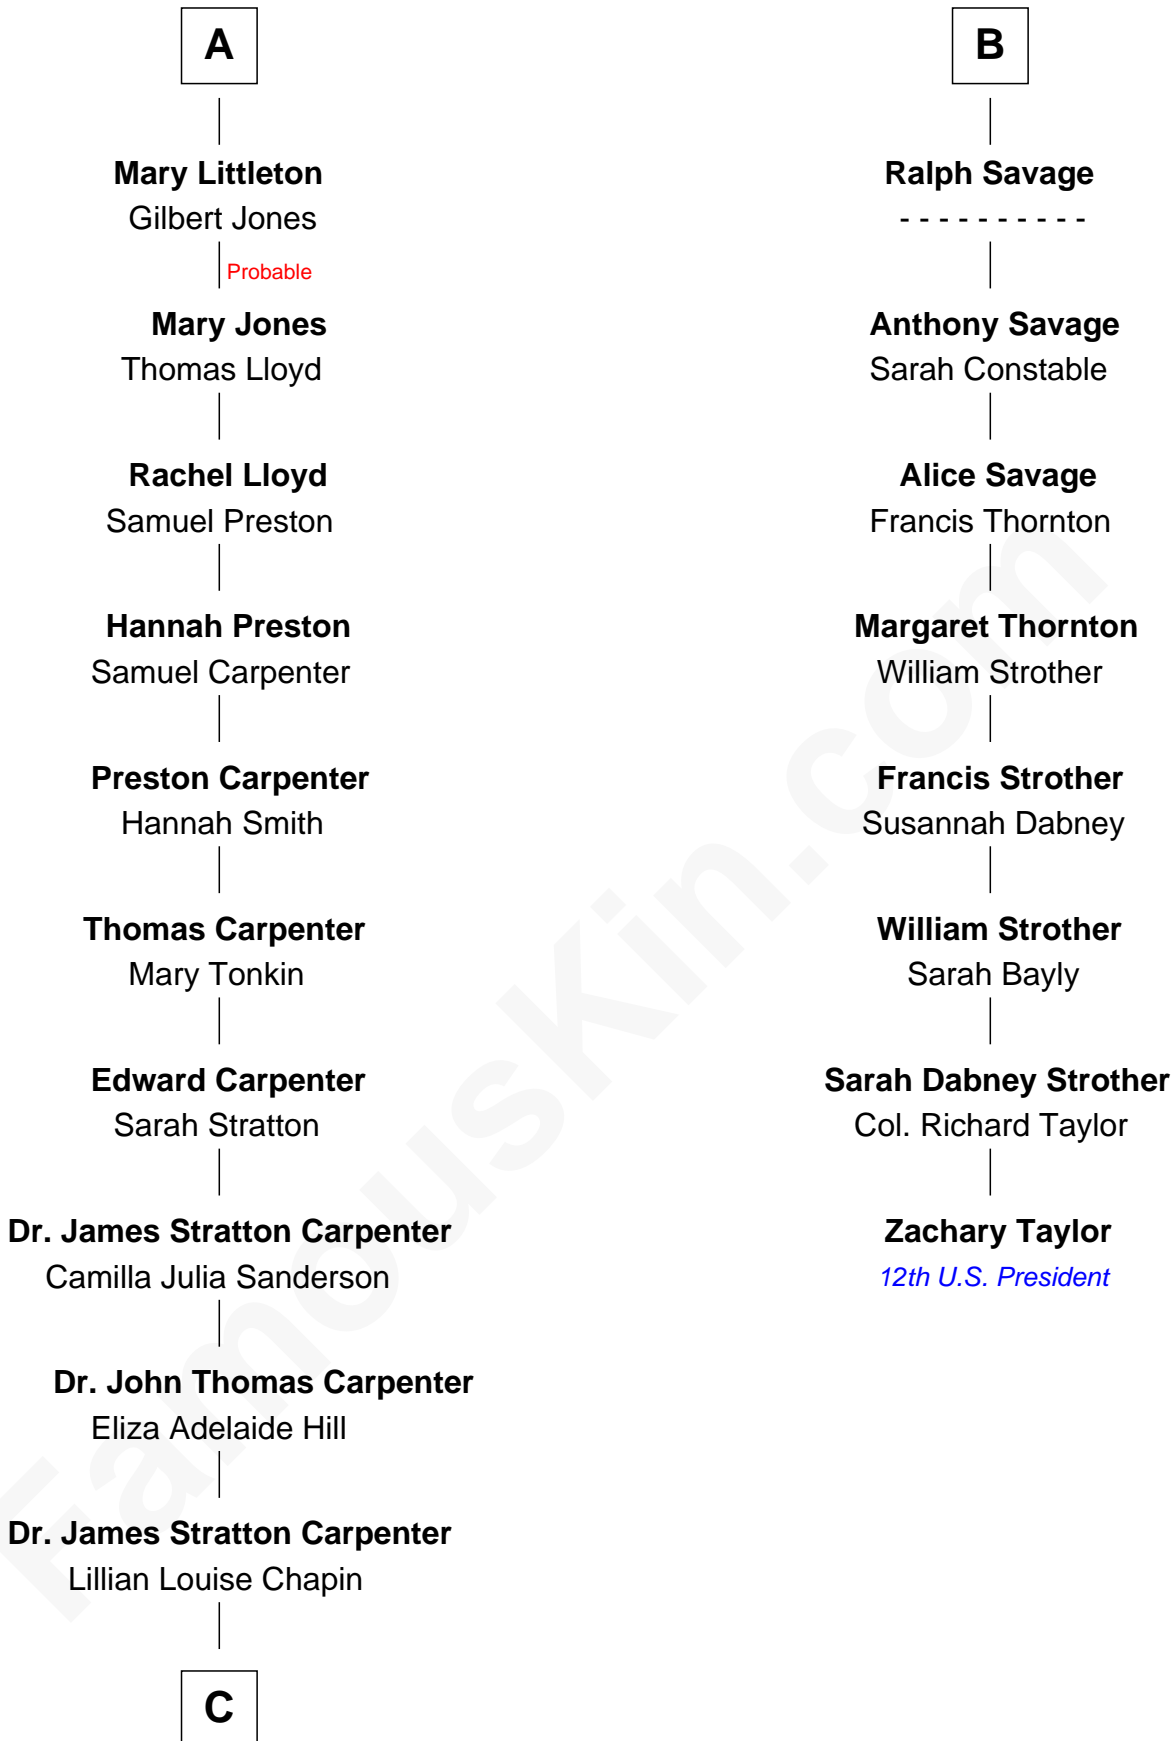 A
Mary Littleton
Gilbert Jones
Probable
Mary Jones
Thomas Lloyd
Rachel Lloyd
Samuel Preston
Hannah Preston
Samuel Carpenter
Preston Carpenter
Hannah Smith
Thomas Carpenter
Mary Tonkin
Edward Carpenter
Sarah Stratton
Dr. James Stratton Carpenter
Camilla Julia Sanderson
Dr. John Thomas Carpenter
Eliza Adelaide Hill
Dr. James Stratton Carpenter
Lillian Louise Chapin
C
B
Ralph Savage
- - - - - - - - - -
Anthony Savage
Sarah Constable
Alice Savage
Francis Thornton
Margaret Thornton
William Strother
Francis Strother
Susannah Dabney
William Strother
Sarah Bayly
Sarah Dabney Strother
Col. Richard Taylor
Zachary Taylor
12th U.S. President
FamousKin.com